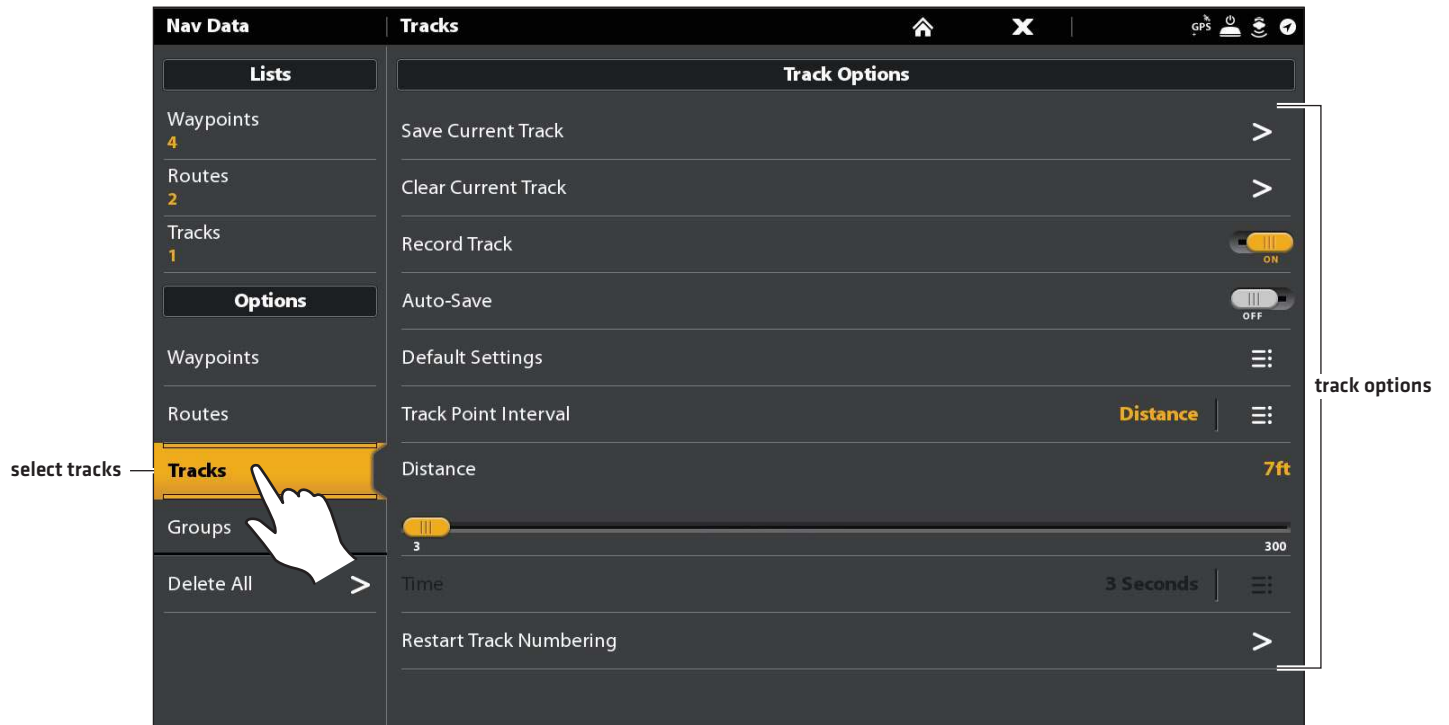 Nav Data
Tracks
GPS
Lists
Track Options
Waypoints
4
Routes
2
Tracks
1
Options
Waypoints
Routes
Tracks
Groups
Delete All >
Save Current Track >
Clear Current Track >
Record Track
ON
Auto-Save
OFF
Default Settings
Track Point Interval Distance
Distance 7ft
3 300
Time 3 Seconds
Restart Track Numbering >
select tracks
track options